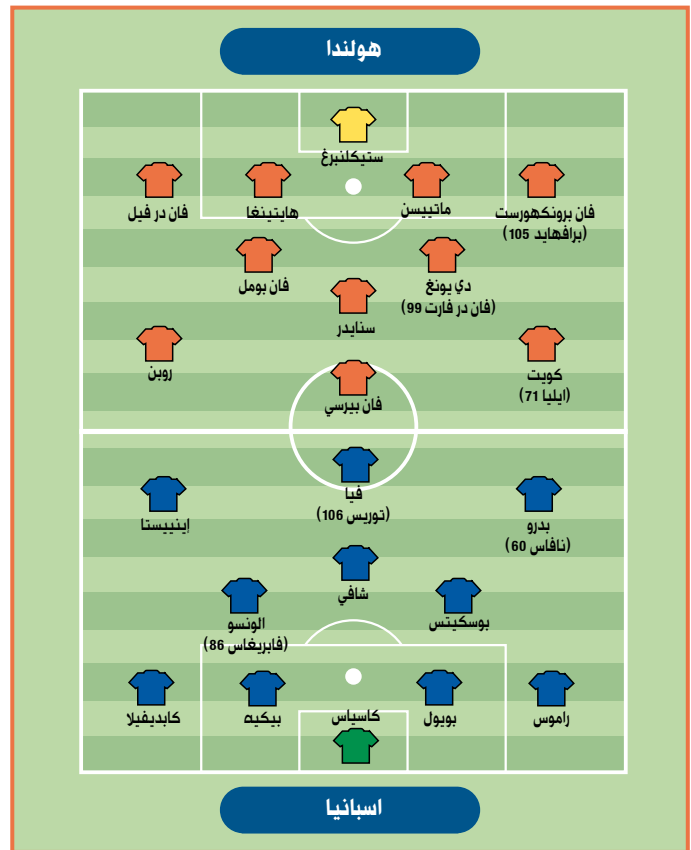 هولندا
ستيكلنبرغ
فان برونكهورست
(برافهايد 105)
ماتييسن
هايتينغا
فان در فيل
دي يونغ
(فان در فارت 99)
فان بومل
سنايدر
كويت
(ايليا 71)
روبن
فان بيرسي
فيا
(توريس 106)
بدرو
(نافاس 60)
إينييستا
شافي
بوسكيتس
الونسو
(فابريغاس 86)
راموس
بويول
كاسياس
بيكيه
كابديفيلا
اسبانيا